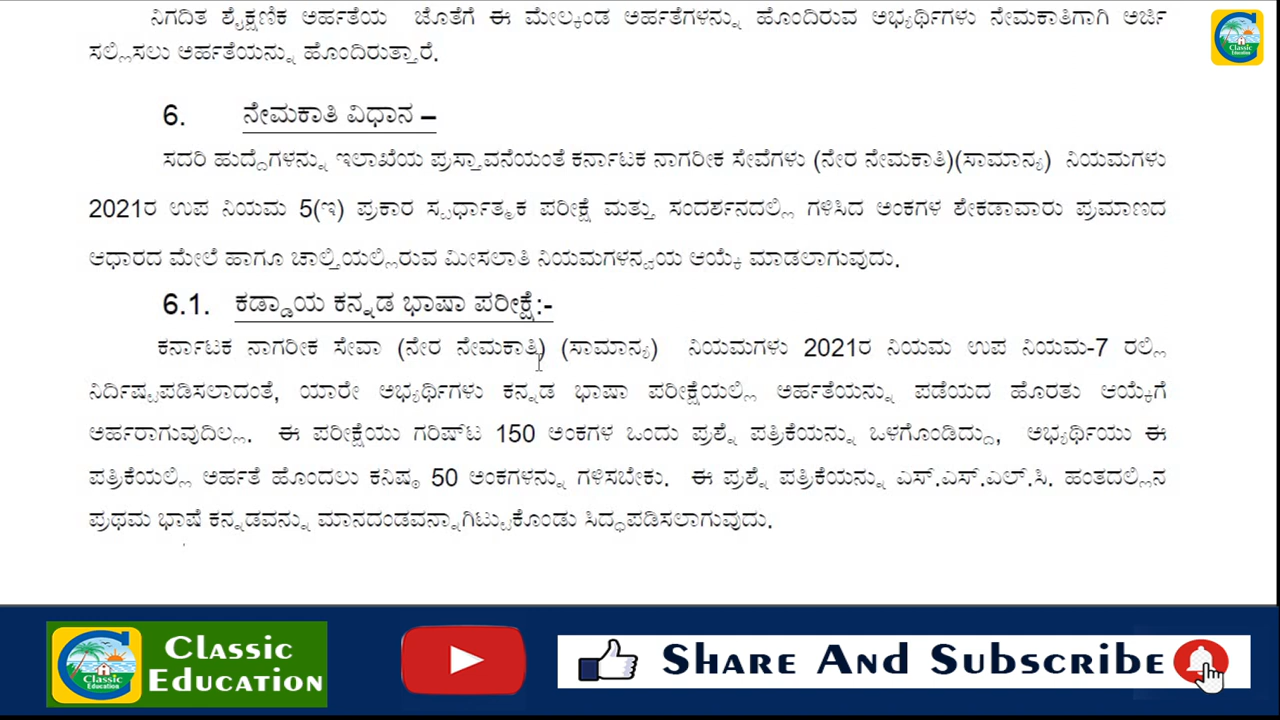 ನಿಗದಿತ ಶೈಕ್ಷಣಿಕ ಅರ್ಹತೆಯ ಜೊತೆಗೆ ಈ ಮೇಲ್ಕಂಡ ಅರ್ಹತೆಗಳನ್ನು ಹೊಂದಿರುವ ಅಭ್ಯರ್ಥಿಗಳು ನೇಮಕಾತಿಗಾಗಿ ಅರ್ಜಿ
ಸಲ್ಲಿಸಲು ಅರ್ಹತೆಯನ್ನು ಹೊಂದಿರುತ್ತಾರೆ.
Classic
Education
6. ನೇಮಕಾತಿ ವಿಧಾನ –
ಸದರಿ ಹುದ್ದೆಗಳನ್ನು ಇಲಾಖೆಯ ಪ್ರಸ್ತಾವನೆಯಂತೆ ಕರ್ನಾಟಕ ನಾಗರೀಕ ಸೇವೆಗಳು (ನೇರ ನೇಮಕಾತಿ)(ಸಾಮಾನ್ಯ) ನಿಯಮಗಳು
2021ರ ಉಪ ನಿಯಮ 5(ಇ) ಪ್ರಕಾರ ಸ್ಪರ್ಧಾತ್ಮಕ ಪರೀಕ್ಷೆ ಮತ್ತು ಸಂದರ್ಶನದಲ್ಲಿ ಗಳಿಸಿದ ಅಂಕಗಳ ಶೇಕಡಾವಾರು ಪ್ರಮಾಣದ
ಆಧಾರದ ಮೇಲೆ ಹಾಗೂ ಚಾಲ್ತಿಯಲ್ಲಿರುವ ಮೀಸಲಾತಿ ನಿಯಮಗಳನ್ವಯ ಆಯ್ಕೆ ಮಾಡಲಾಗುವುದು.
6.1. ಕಡ್ಡಾಯ ಕನ್ನಡ ಭಾಷಾ ಪರೀಕ್ಷೆ:-
ಕರ್ನಾಟಕ ನಾಗರೀಕ ಸೇವಾ (ನೇರ ನೇಮಕಾತಿ) (ಸಾಮಾನ್ಯ) ನಿಯಮಗಳು 2021ರ ನಿಯಮ ಉಪ ನಿಯಮ-7 ರಲ್ಲಿ
ನಿರ್ದಿಷ್ಟಪಡಿಸಲಾದಂತೆ, ಯಾರೇ ಅಭ್ಯರ್ಥಿಗಳು ಕನ್ನಡ ಭಾಷಾ ಪರೀಕ್ಷೆಯಲ್ಲಿ ಅರ್ಹತೆಯನ್ನು ಪಡೆಯದ ಹೊರತು ಆಯ್ಕೆಗೆ
ಅರ್ಹರಾಗುವುದಿಲ್ಲ. ಈ ಪರೀಕ್ಷೆಯು ಗರಿಷ್‌ಟ 150 ಅಂಕಗಳ ಒಂದು ಪ್ರಶ್ನೆ ಪತ್ರಿಕೆಯನ್ನು ಒಳಗೊಂಡಿದ್ದು, ಅಭ್ಯರ್ಥಿಯು ಈ
ಪತ್ರಿಕೆಯಲ್ಲಿ ಅರ್ಹತೆ ಹೊಂದಲು ಕನಿಷ್ಠ 50 ಅಂಕಗಳನ್ನು ಗಳಿಸಬೇಕು. ಈ ಪ್ರಶ್ನೆ ಪತ್ರಿಕೆಯನ್ನು ಎಸ್.ಎಸ್.ಎಲ್.ಸಿ. ಹಂತದಲ್ಲಿನ
ಪ್ರಥಮ ಭಾಷೆ ಕನ್ನಡವನ್ನು ಮಾನದಂಡವನ್ನಾಗಿಟ್ಟುಕೊಂಡು ಸಿದ್ಧಪಡಿಸಲಾಗುವುದು.
Classic
Education
Classic
Education
Share And Subscribe